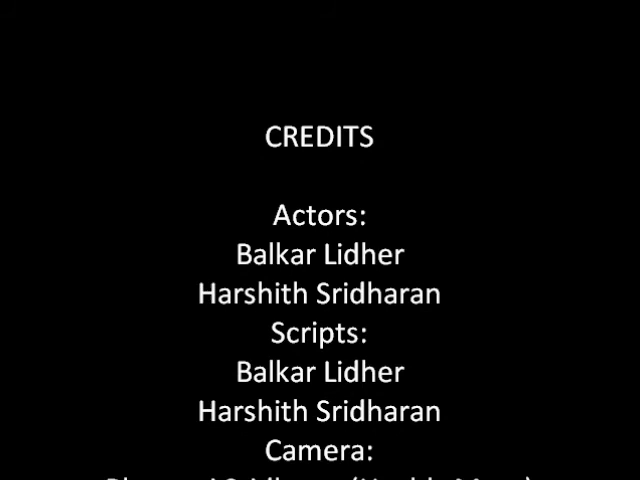 CREDITS
Actors:
Balkar Lidher
Harshith Sridharan
Scripts:
Balkar Lidher
Harshith Sridharan
Camera: